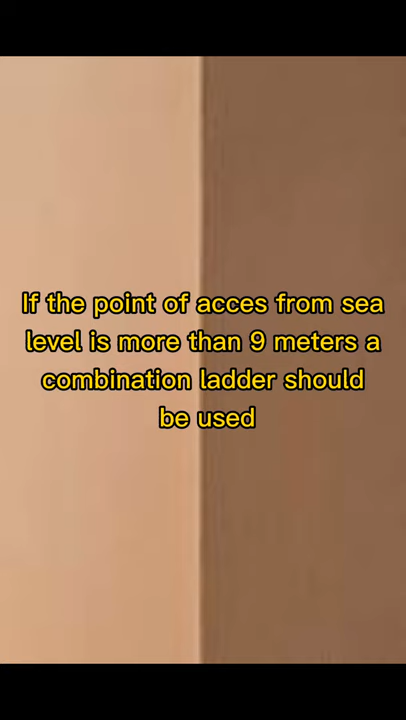 If the point of acces from sea
level is more than 9 meters a
combination ladder should
be used